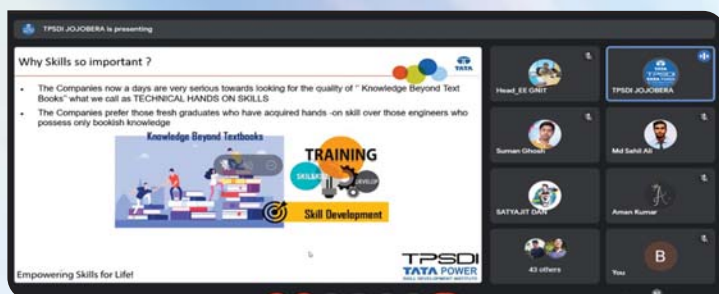 TPSDI JOJOBERA is presenting
Why Skills so important ?
TATA
The Companies now a days are very serious towards looking for the quality of " Knowledge Beyond Text
Books" what we call as TECHNICAL HANDS ON SKILLS
The Companies prefer those fresh graduates who have acquired hands -on skill over those engineers who
possess only bookish knowledge
Knowledge Beyond Textbooks
TRAINING
SKILLS
DEVELOP
Skill Development
Empowering Skills for Life!
TPSDI
TATA POWER
SKILL DEVELOPMENT INSTITUTE
Head_EE GNIT
TATA
TPSDI
TPSDI JOJOBERA
Suman Ghosh
Md Sahil Ali
SATYAJIT DAN
Aman Kumar
43 others
B
You